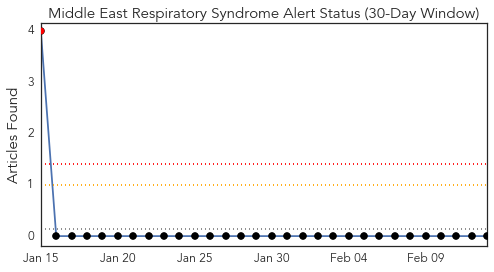 Middle East Respiratory Syndrome Alert Status (30-Day Window)
Articles Found
4
3
2
1
0
Jan 15
Jan 20
Jan 25
Jan 30
Feb 04
Feb 09